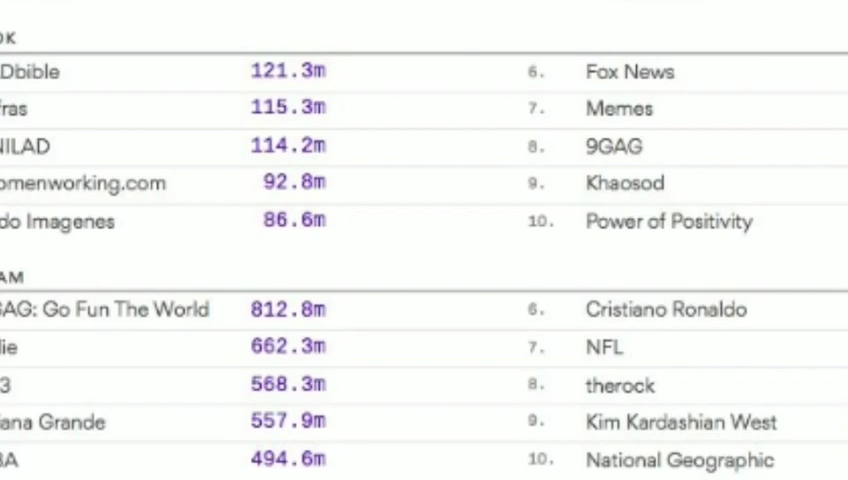 OK
Dbible 121.3m 6. Fox News
fras 115.3m 7. Memes
NILAD 114.2m 8. 9GAG
omenworking.com 92.8m 9. Khaosod
do Imagenes 86.6m 10. Power of Positivity
AM
GAG: Go Fun The World 812.8m 6. Cristiano Ronaldo
lie 662.3m 7. NFL
3 568.3m 8. therock
iana Grande 557.9m 9. Kim Kardashian West
BA 494.6m 10. National Geographic